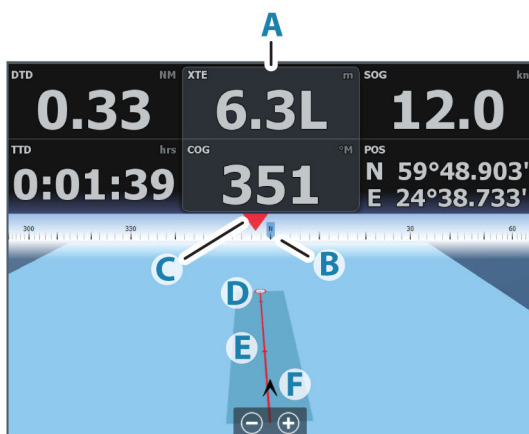 A
DTD NM XTE m SOG kn
0.33 6.3L 12.0
TTD hrs COG °M POS
0:01:39 351 N 59°48.903'
E 24°38.733'
300 330 N 30 60
C B
D
E
F